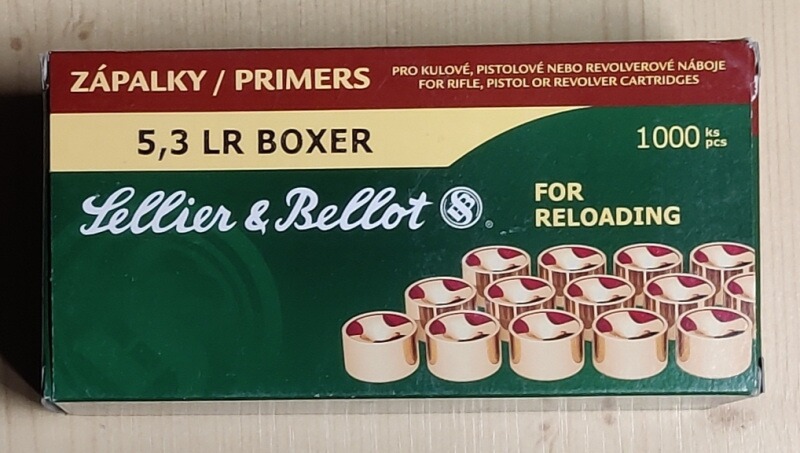 ZÁPALKY / PRIMERS
PRO KULOVÉ, PISTOLOVÉ NEBO REVOLVEROVÉ NÁBOJE
FOR RIFLE, PISTOL OR REVOLVER CARTRIDGES
5,3 LR BOXER
1000 ks
pcs
Sellier & Bellot ®
FOR
RELOADING